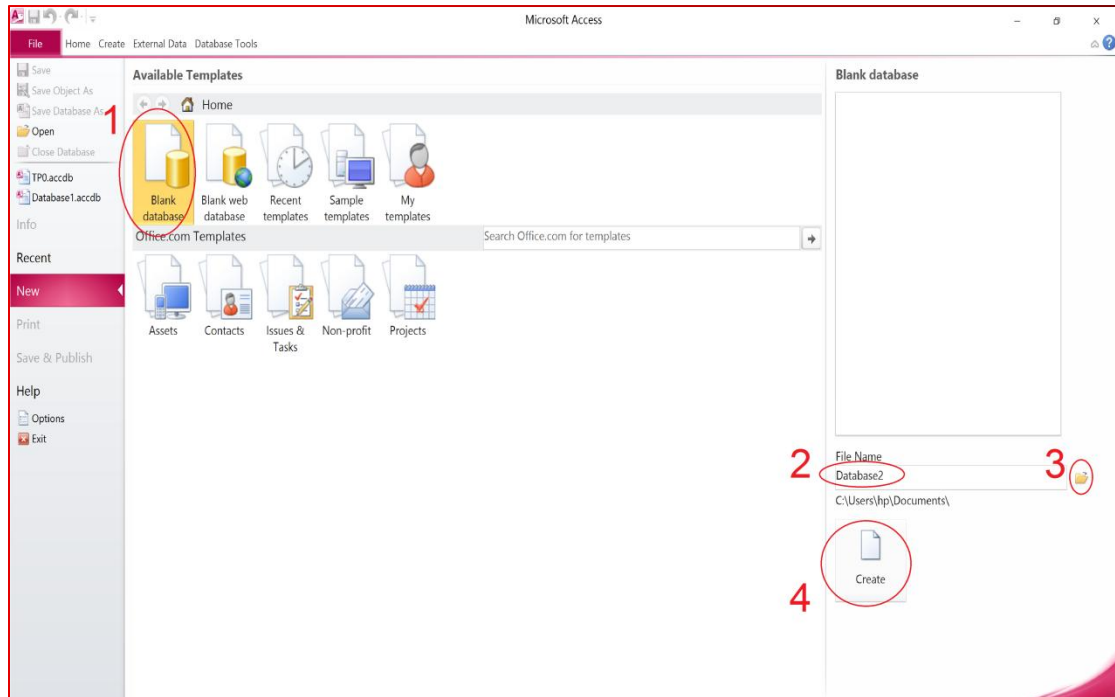 Microsoft Access
File Home Create External Data Database Tools
Save
Save Object As
Save Database As
Open
Close Database
TP0.accdb
Database1.accdb
Info
Recent
New
Print
Save & Publish
Help
Options
Exit
Available Templates
Home
1
Blank database
Blank web database
Recent templates
Sample templates
My templates
Office.com Templates
Search Office.com for templates
Assets
Contacts
Issues & Tasks
Non-profit
Projects
Blank database
File Name
2
Database2
3
C:\Users\hp\Documents\
Create
4